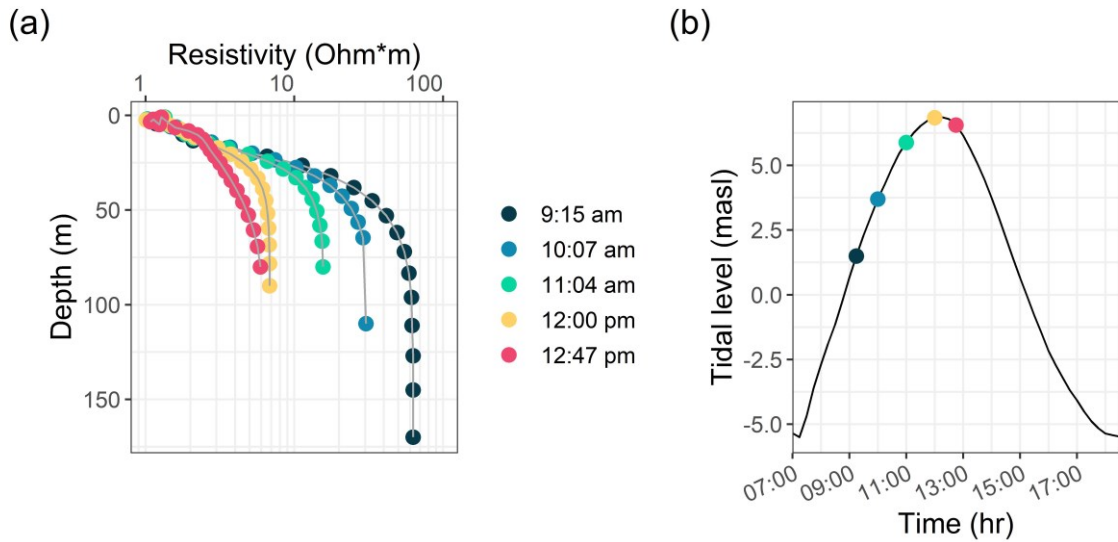 (a)
Resistivity (Ohm*m)
1 10 100
0
50
100
150
Depth (m)
9:15 am
10:07 am
11:04 am
12:00 pm
12:47 pm
(b)
5.0
2.5
0.0
-2.5
-5.0
Tidal level (masl)
07:00 09:00 11:00 13:00 15:00 17:00
Time (hr)